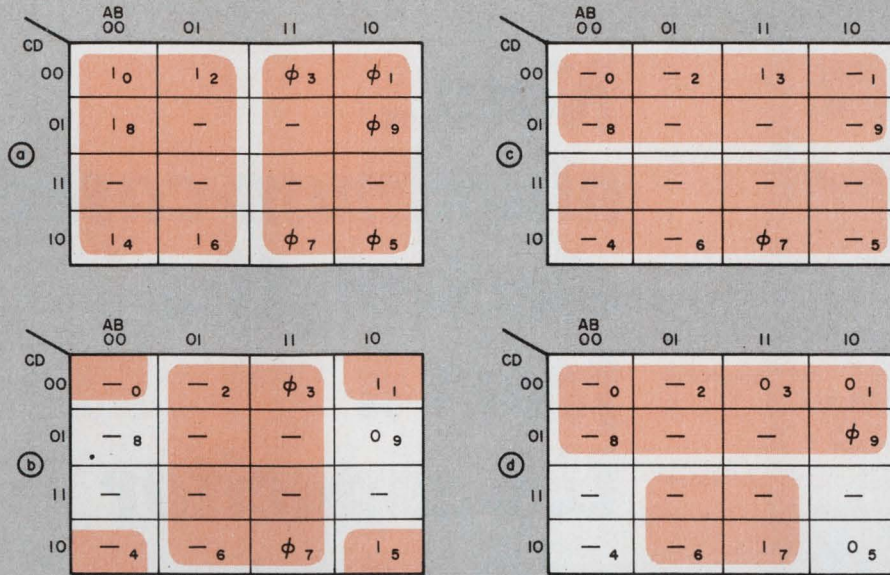 AB
00 01 11 10
CD
00 1 0 1 2 ϕ 3 ϕ 1
01 1 8 — — ϕ 9
a
11 — — — —
10 1 4 1 6 ϕ 7 ϕ 5
AB
00 01 11 10
CD
00 — 0 — 2 1 3 — 1
01 — 8 — — — 9
c
11 — — — —
10 — 4 — 6 ϕ 7 — 5
AB
00 01 11 10
CD
00 — 0 — 2 ϕ 3 1 1
01 — 8 — — 0 9
b
11 — — — —
10 — 4 — 6 ϕ 7 1 5
AB
00 01 11 10
CD
00 — 0 — 2 0 3 0 1
01 — 8 — — ϕ 9
d
11 — — — —
10 — 4 — 6 1 7 0 5